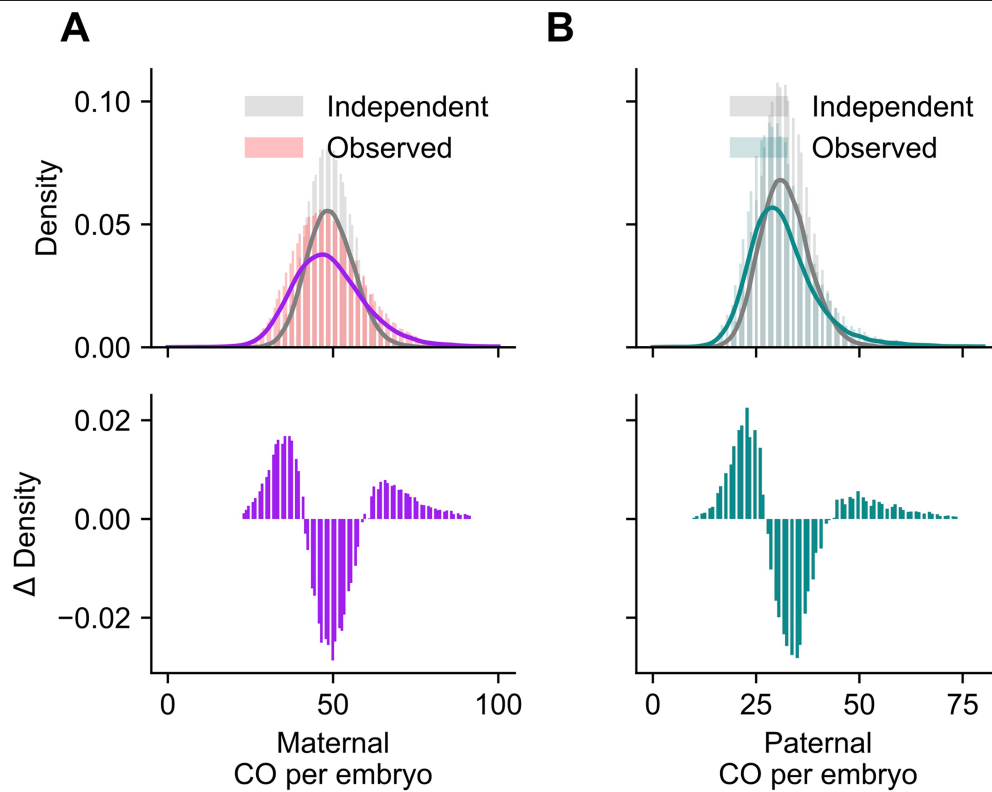 A
B
0.10
0.05
0.00
Density
Independent
Observed
Independent
Observed
0.02
0.00
−0.02
Δ Density
0
50
100
0
25
50
75
Maternal
CO per embryo
Paternal
CO per embryo